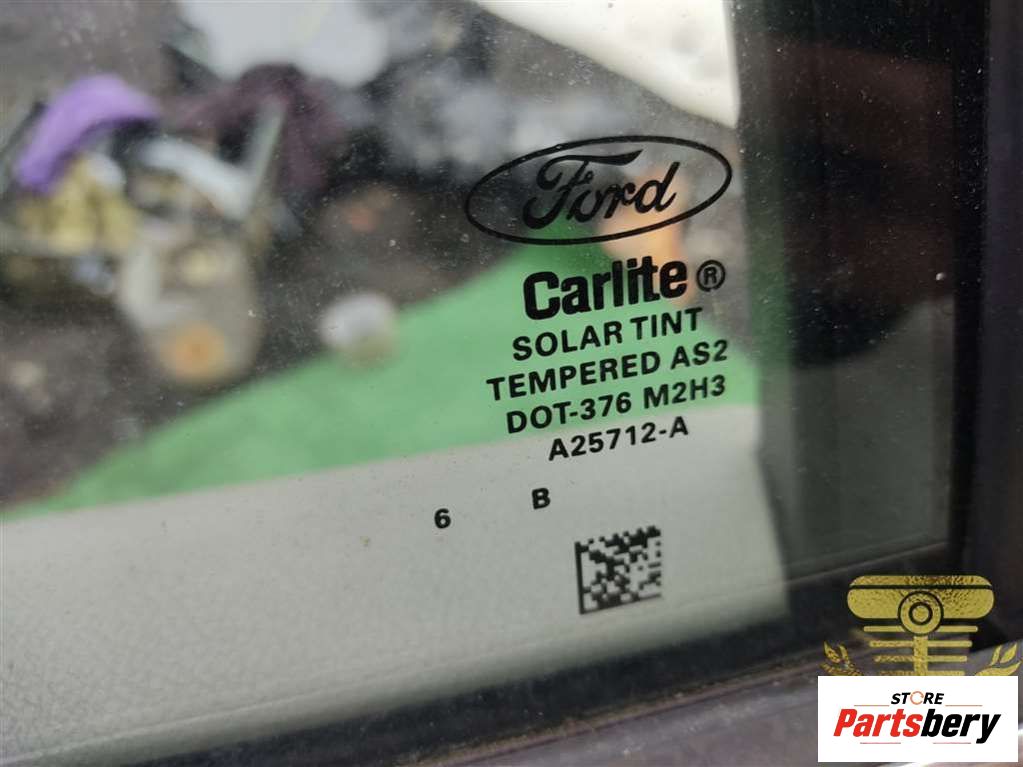 Ford
Carlite®
SOLAR TINT
TEMPERED AS2
DOT-376 M2H3
A25712-A
6 B
STORE
Partsbery